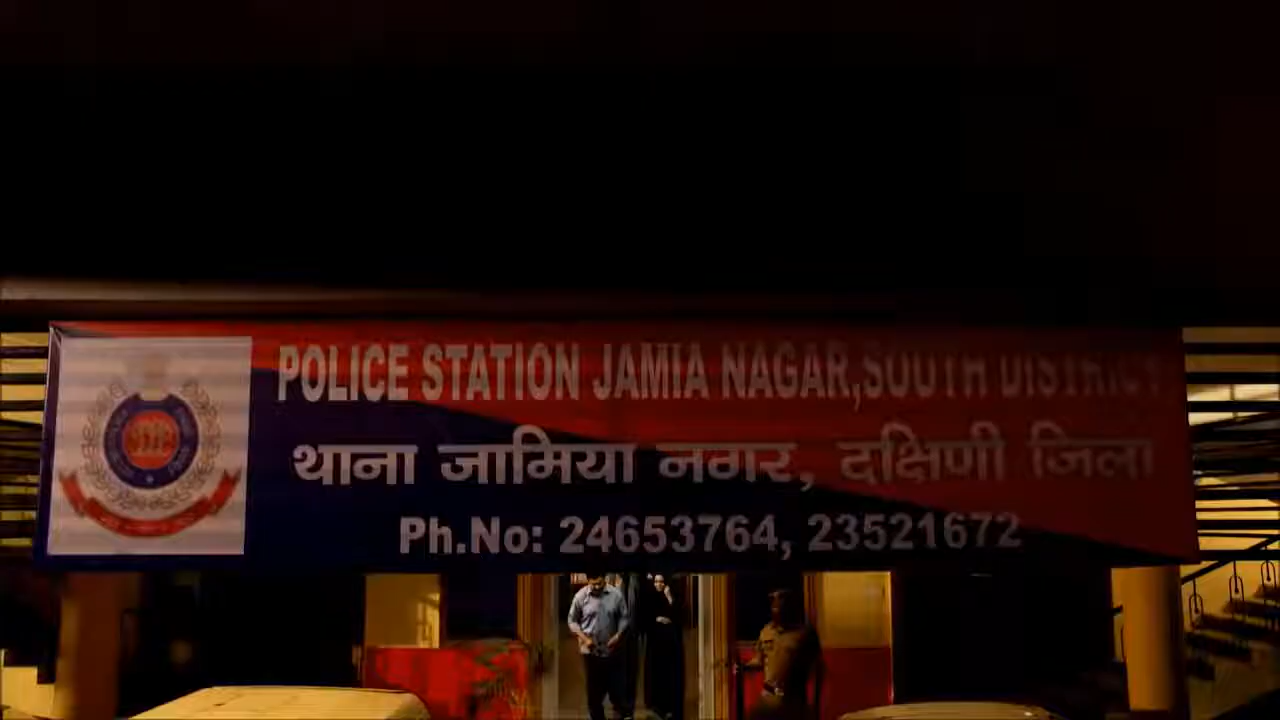 POLICE STATION JAMIA NAGAR, SOUTH DISTRICT
थाना जामिया नगर, दक्षिणी जिला
Ph.No: 24653764, 23521672